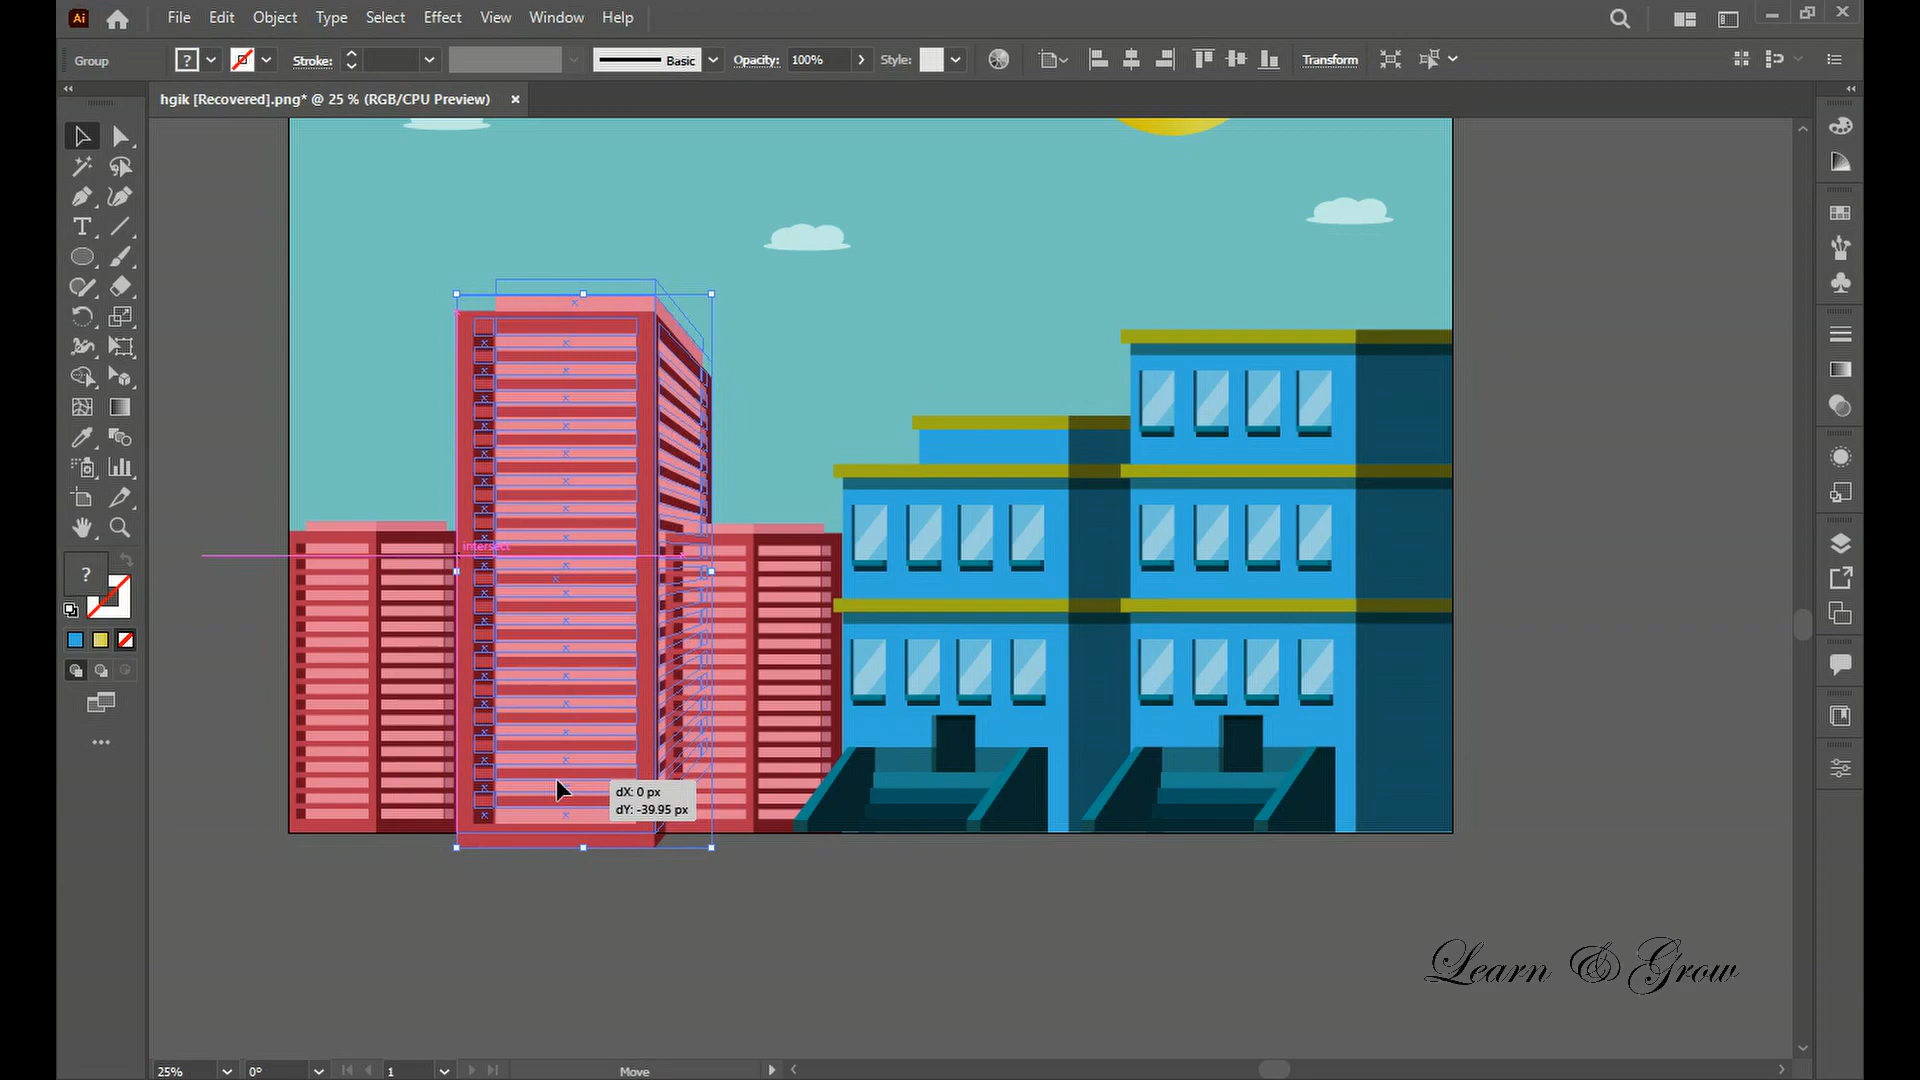 Ai File Edit Object Type Select Effect View Window Help
Group ? Stroke: Basic Opacity: 100% Style: Transform
hgik [Recovered].png* @ 25 % (RGB/CPU Preview)
intersect
?
dX: 0 px
dY: -39.95 px
Learn & Grow
25% 0° 1 Move